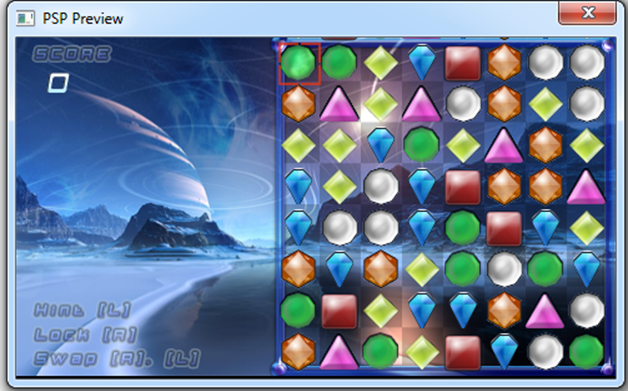 PSP Preview
SCORE
0
Hint [L]
Lock [R]
Swap [R], [L]